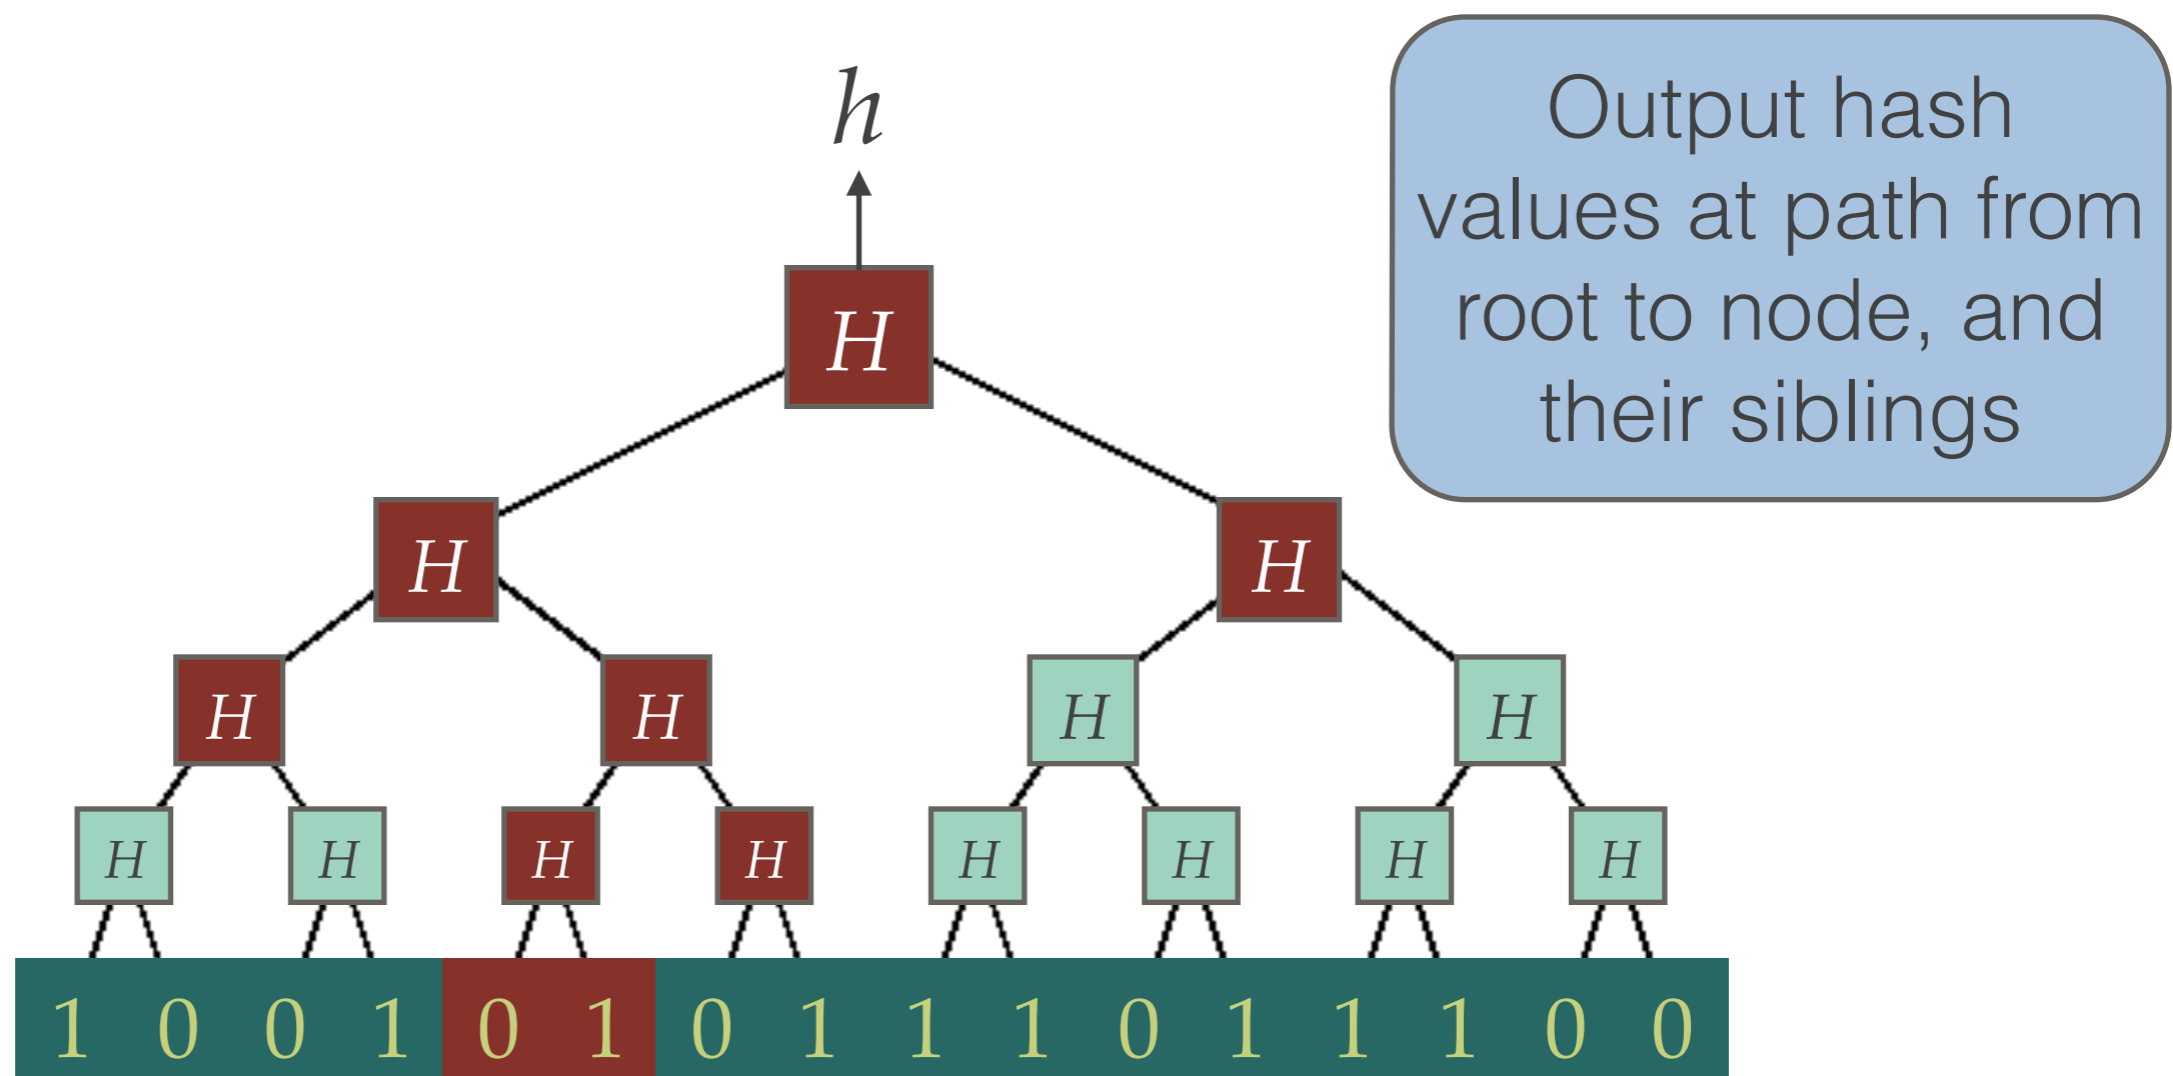 Output hash
values at path from
root to node, and
their siblings
h
H
H H
H H H H
H H H H H H H H
1 0 0 1 0 1 0 1 1 1 0 1 1 1 0 0